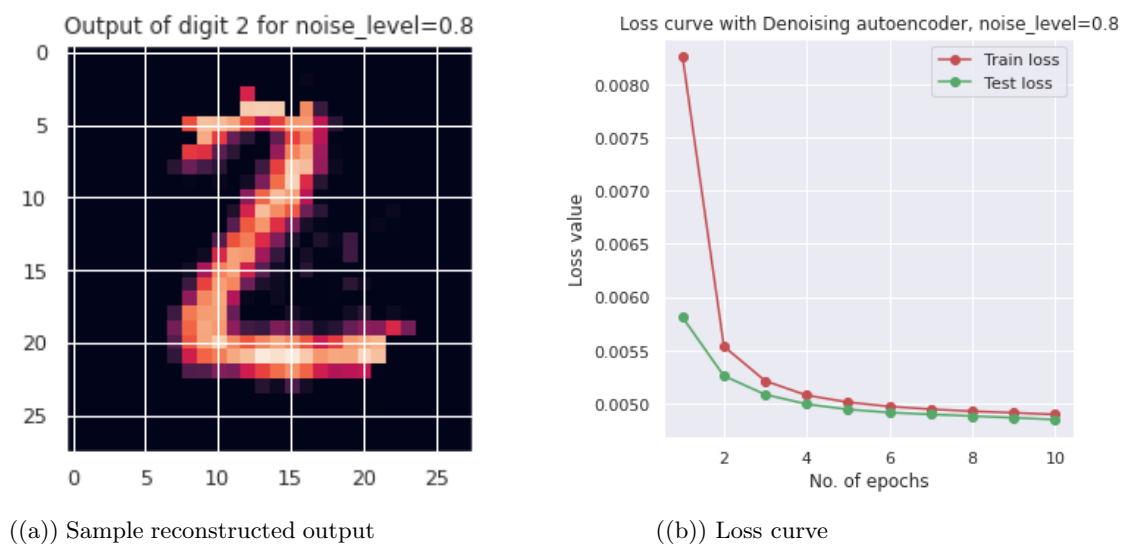 Output of digit 2 for noise_level=0.8
0
5
10
15
20
25
0 5 10 15 20 25
((a)) Sample reconstructed output
Loss curve with Denoising autoencoder, noise_level=0.8
Train loss
Test loss
0.0080
0.0075
0.0070
0.0065
0.0060
0.0055
0.0050
Loss value
2 4 6 8 10
No. of epochs
((b)) Loss curve